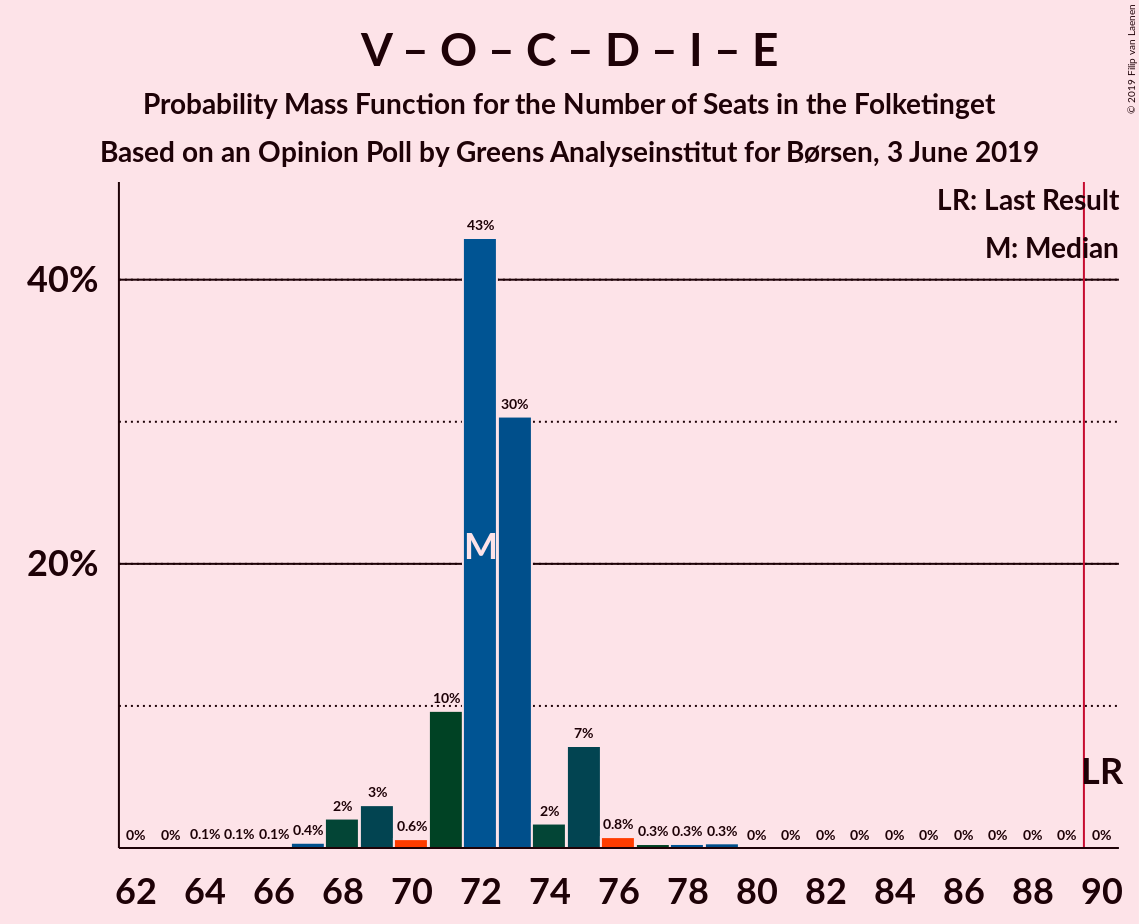 V – O – C – D – I – E
Probability Mass Function for the Number of Seats in the Folketinget
Based on an Opinion Poll by Greens Analyseinstitut for Børsen, 3 June 2019
© 2019 Filip van Laenen
LR: Last Result
M: Median
40%
20%
43%
30%
M
10%
7%
LR
0% 0% 0.1% 0.1% 0.1% 0.4% 2% 3% 0.6% 2% 0.8% 0.3% 0.3% 0.3% 0% 0% 0% 0% 0% 0% 0% 0% 0% 0% 0%
62 64 66 68 70 72 74 76 78 80 82 84 86 88 90